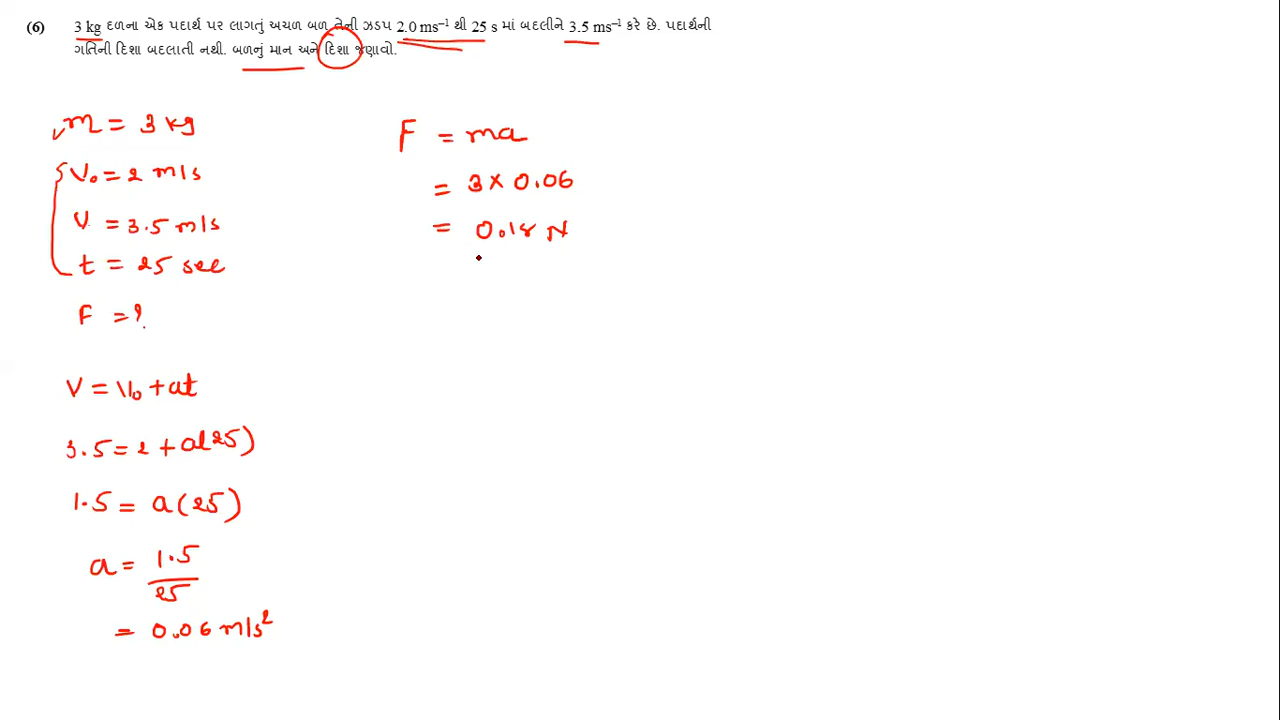 (6) 3 kg દળના એક પદાર્થ પર લાગતું અચળ બળ તેની ઝડપ 2.0 ms⁻¹ થી 25 s માં બદલીને 3.5 ms⁻¹ કરે છે. પદાર્થની
ગતિની દિશા બદલાતી નથી. બળનું માન અને દિશા જણાવો.
m = 3 kg
V₀ = 2 m/s
V = 3.5 m/s
t = 25 sec
F = ?
V = V₀ + at
3.5 = 2 + a(25)
1.5 = a(25)
a = 1.5/25
= 0.06 m/s²
F = ma
= 3 × 0.06
= 0.18 N